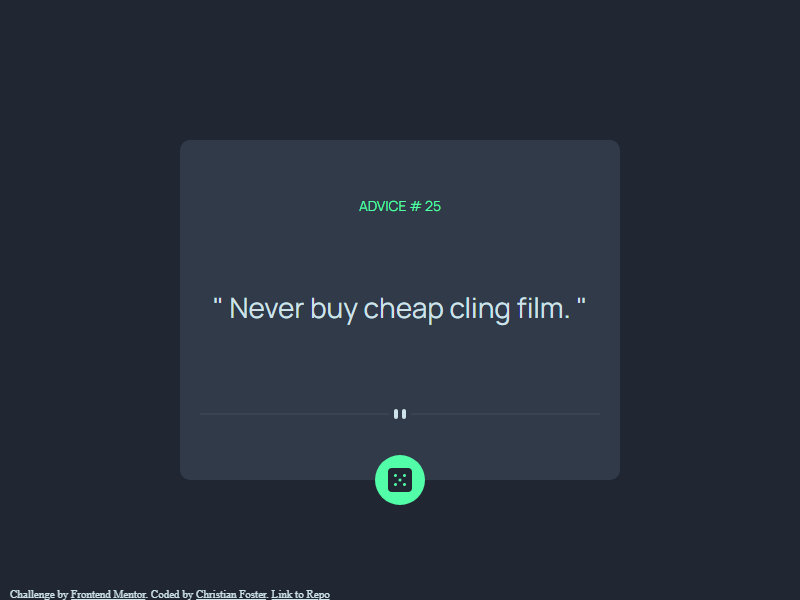 ADVICE # 25
" Never buy cheap cling film. "
Challenge by Frontend Mentor. Coded by Christian Foster. Link to Repo